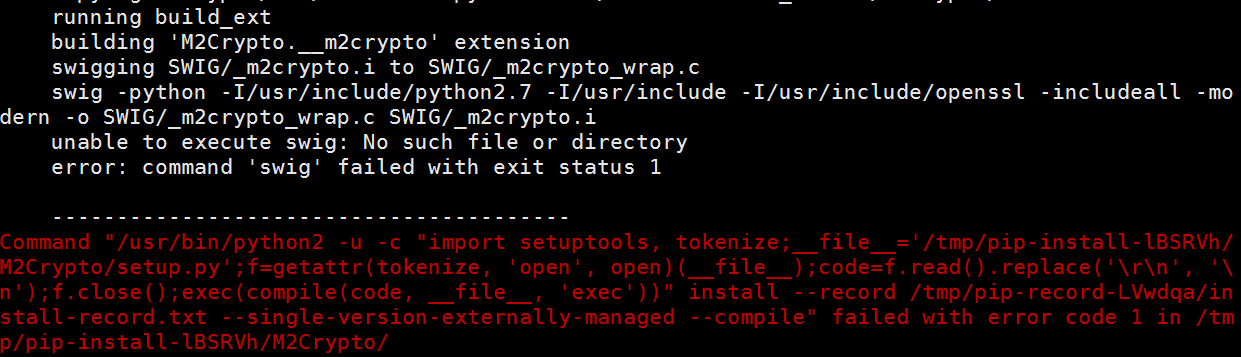 running build_ext
building 'M2Crypto.__m2crypto' extension
swigging SWIG/_m2crypto.i to SWIG/_m2crypto_wrap.c
swig -python -I/usr/include/python2.7 -I/usr/include -I/usr/include/openssl -includeall -mo
dern -o SWIG/_m2crypto_wrap.c SWIG/_m2crypto.i
unable to execute swig: No such file or directory
error: command 'swig' failed with exit status 1
----------------------------------------
Command "/usr/bin/python2 -u -c "import setuptools, tokenize;__file__='/tmp/pip-install-lBSRVh/
M2Crypto/setup.py';f=getattr(tokenize, 'open', open)(__file__);code=f.read().replace('\r\n', '\
n');f.close();exec(compile(code, __file__, 'exec'))" install --record /tmp/pip-record-LVwdqa/in
stall-record.txt --single-version-externally-managed --compile" failed with error code 1 in /tm
p/pip-install-lBSRVh/M2Crypto/